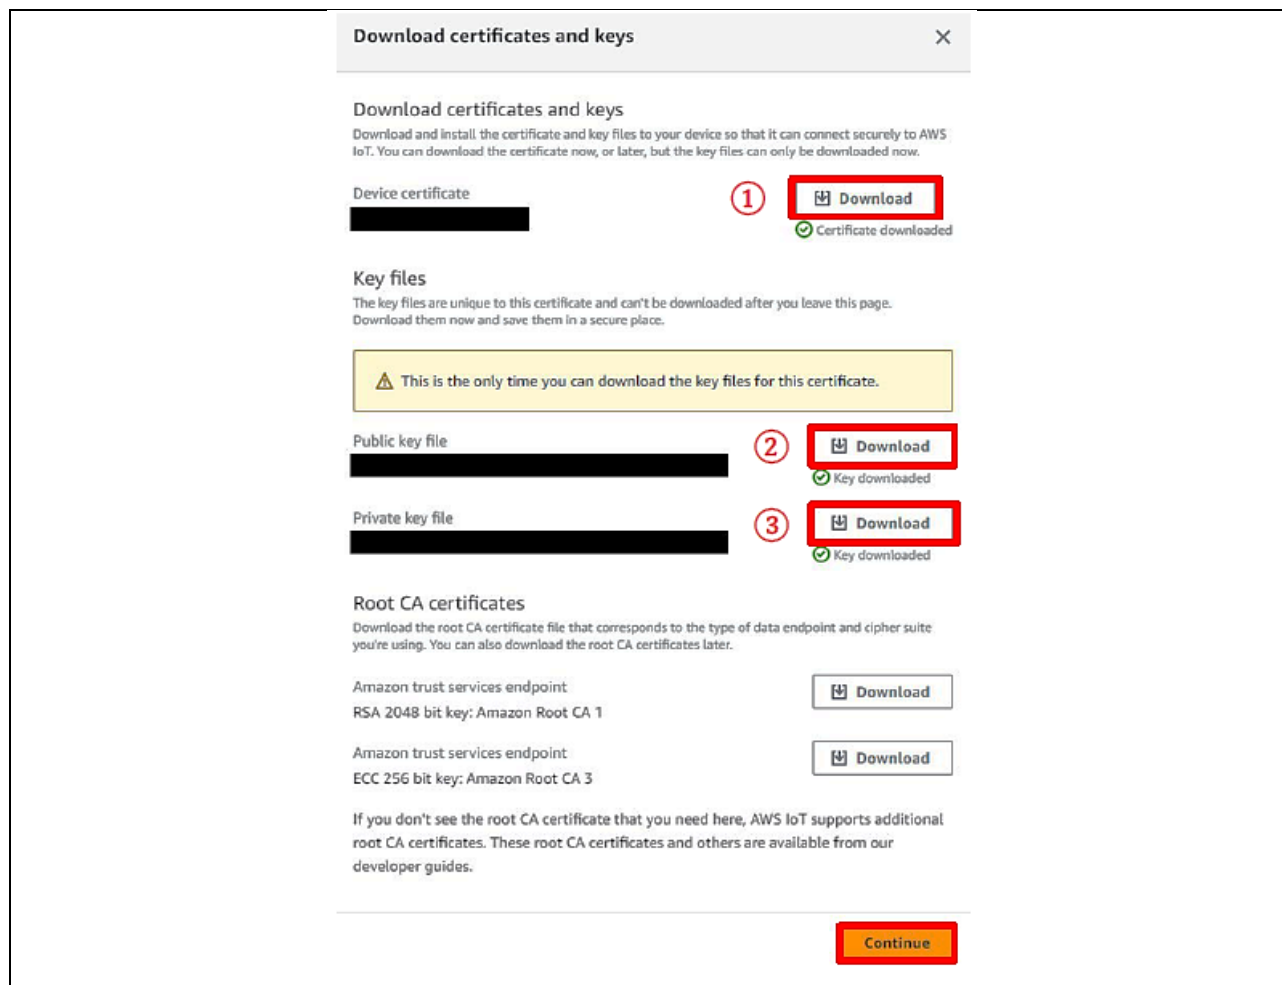 Download certificates and keys
Download certificates and keys
Download and install the certificate and key files to your device so that it can connect securely to AWS
IoT. You can download the certificate now, or later, but the key files can only be downloaded now.
Device certificate
① Download
Certificate downloaded
Key files
The key files are unique to this certificate and can't be downloaded after you leave this page.
Download them now and save them in a secure place.
This is the only time you can download the key files for this certificate.
Public key file
② Download
Key downloaded
Private key file
③ Download
Key downloaded
Root CA certificates
Download the root CA certificate file that corresponds to the type of data endpoint and cipher suite
you're using. You can also download the root CA certificates later.
Amazon trust services endpoint
Download
RSA 2048 bit key: Amazon Root CA 1
Amazon trust services endpoint
Download
ECC 256 bit key: Amazon Root CA 3
If you don't see the root CA certificate that you need here, AWS IoT supports additional
root CA certificates. These root CA certificates and others are available from our
developer guides.
Continue